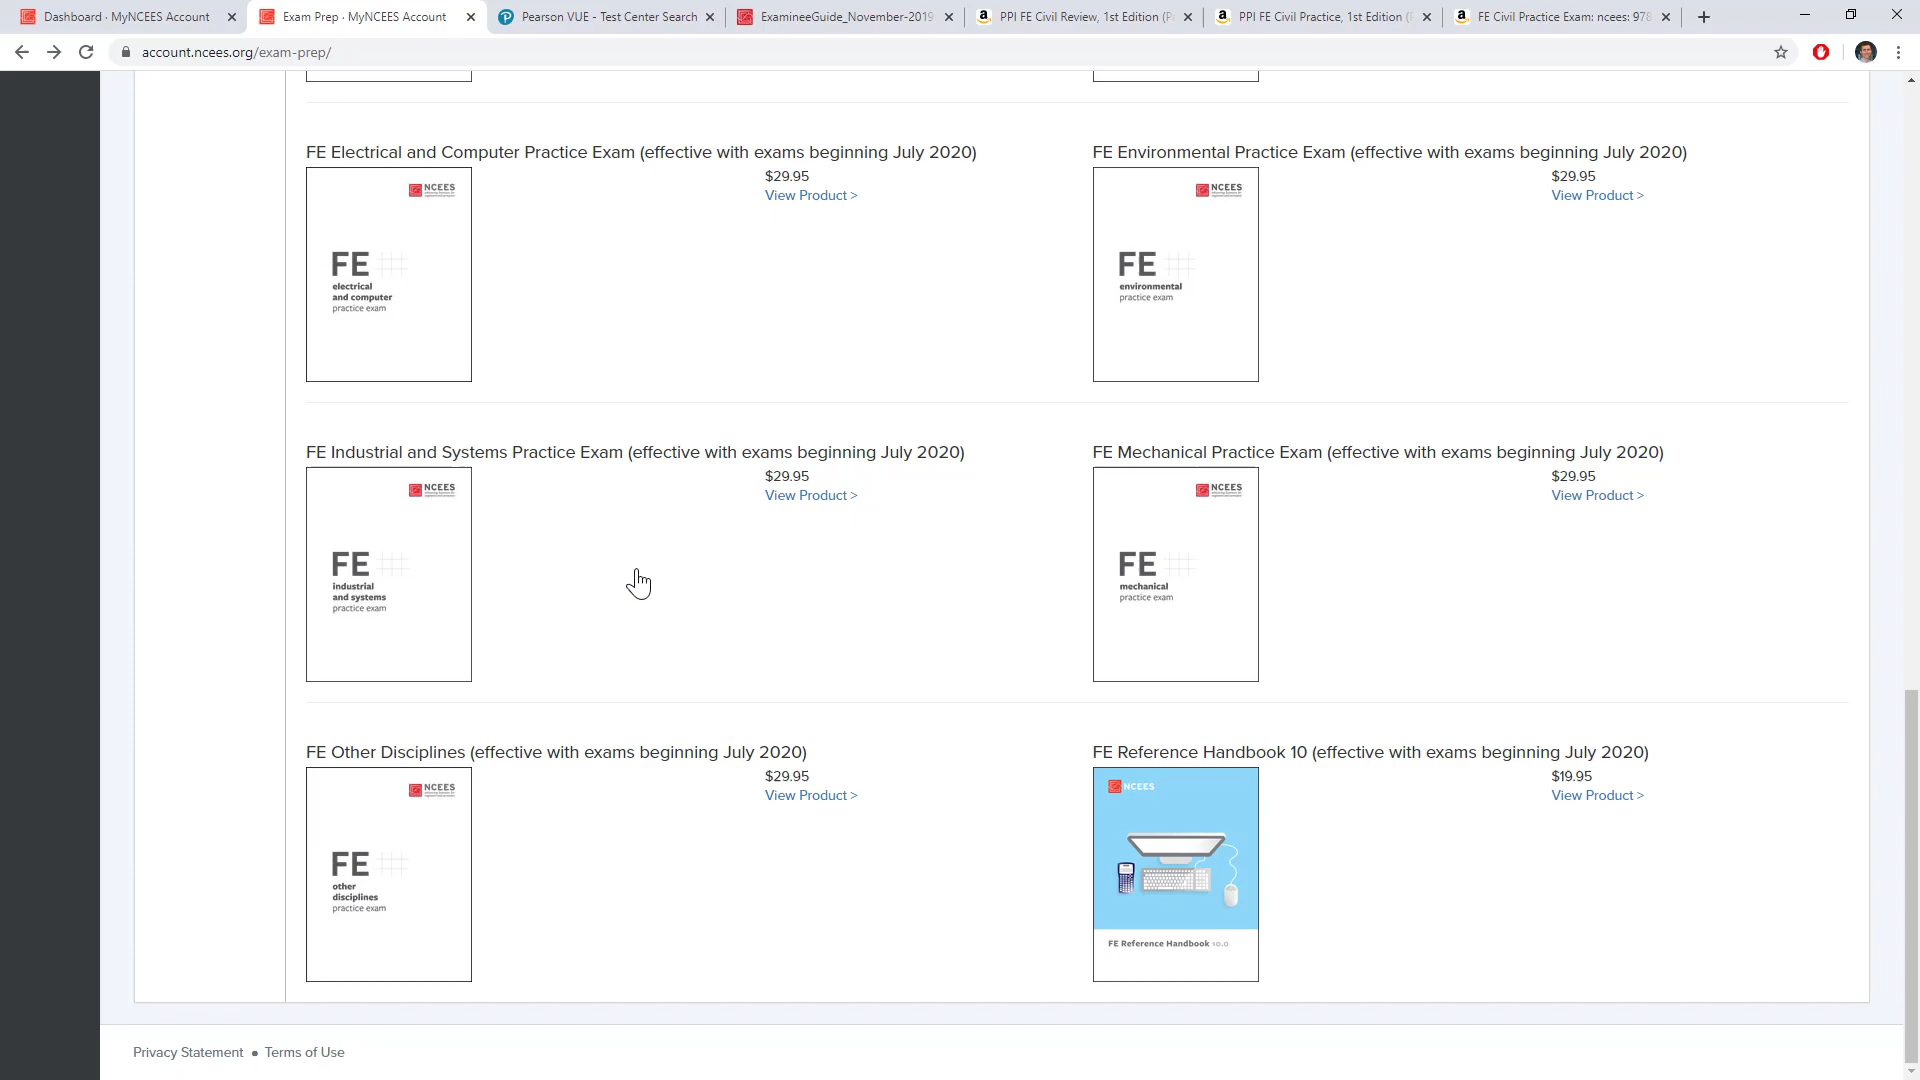 Dashboard · MyNCEES Account
Exam Prep · MyNCEES Account
Pearson VUE - Test Center Search
ExamineeGuide_November-2019
PPI FE Civil Review, 1st Edition (P
PPI FE Civil Practice, 1st Edition (
FE Civil Practice Exam: ncees: 978
account.ncees.org/exam-prep/
FE Electrical and Computer Practice Exam (effective with exams beginning July 2020)
$29.95
View Product >
NCEES
FE
electrical
and computer
practice exam
FE Environmental Practice Exam (effective with exams beginning July 2020)
$29.95
View Product >
NCEES
FE
environmental
practice exam
FE Industrial and Systems Practice Exam (effective with exams beginning July 2020)
$29.95
View Product >
NCEES
FE
industrial
and systems
practice exam
FE Mechanical Practice Exam (effective with exams beginning July 2020)
$29.95
View Product >
NCEES
FE
mechanical
practice exam
FE Other Disciplines (effective with exams beginning July 2020)
$29.95
View Product >
NCEES
FE
other
disciplines
practice exam
FE Reference Handbook 10 (effective with exams beginning July 2020)
$19.95
View Product >
NCEES
FE Reference Handbook 10.0
Privacy Statement • Terms of Use